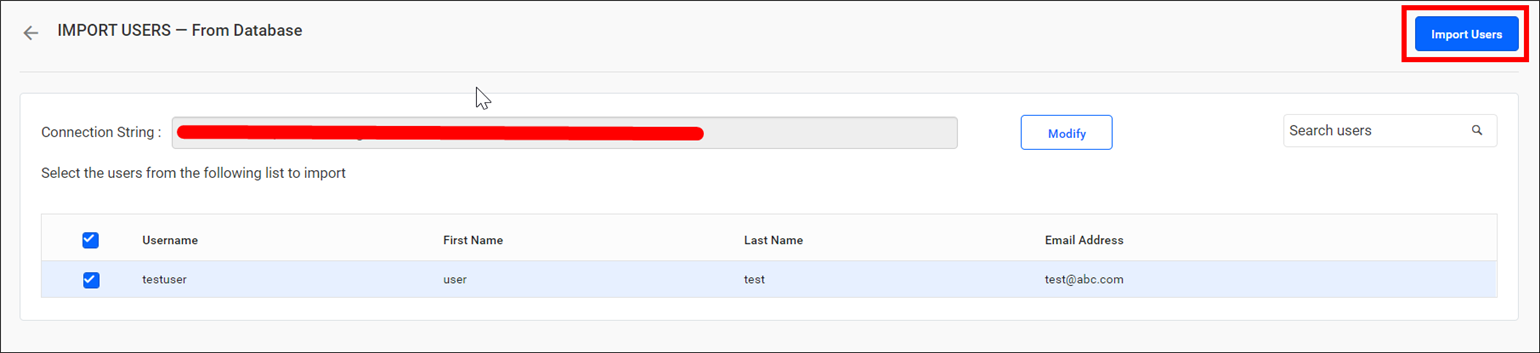 IMPORT USERS — From Database
Import Users
Connection String :
Modify
Search users
Select the users from the following list to import
Username First Name Last Name Email Address
testuser user test test@abc.com